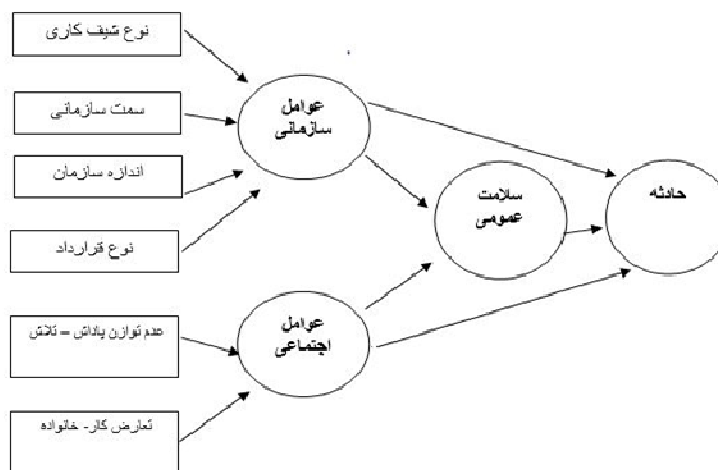 نوع شیف کاری
سمت سازمانی
اندازه سازمان
نوع قرارداد
عدم توازن پاداش – تلاش
تعارض کار- خانواده
عوامل
سازمانی
عوامل
اجتماعی
سلامت
عمومی
حادثه